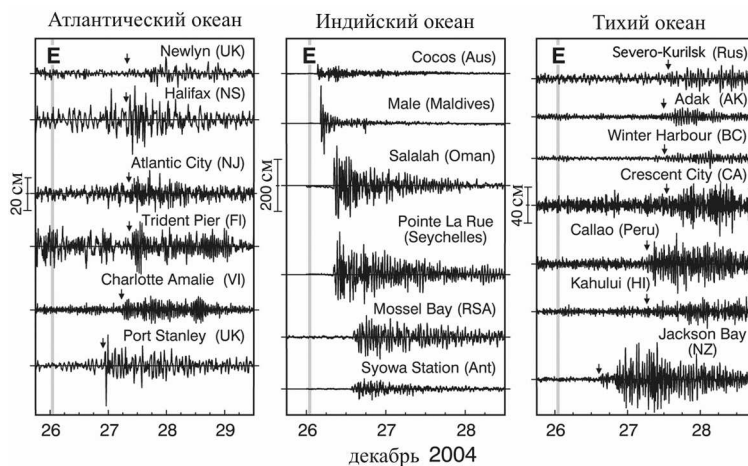 Атлантический океан
E
Newlyn (UK)
Halifax (NS)
Atlantic City (NJ)
20 см
Trident Pier (Fl)
Charlotte Amalie (VI)
Port Stanley (UK)
26 27 28 29
Индийский океан
E
Cocos (Aus)
Male (Maldives)
Salalah (Oman)
200 см
Pointe La Rue
(Seychelles)
Mossel Bay (RSA)
Syowa Station (Ant)
26 27 28
Тихий океан
E
Severo-Kurilsk (Rus)
Adak (AK)
Winter Harbour (BC)
Crescent City (CA)
40 см
Callao (Peru)
Kahului (HI)
Jackson Bay
(NZ)
26 27 28
декабрь 2004